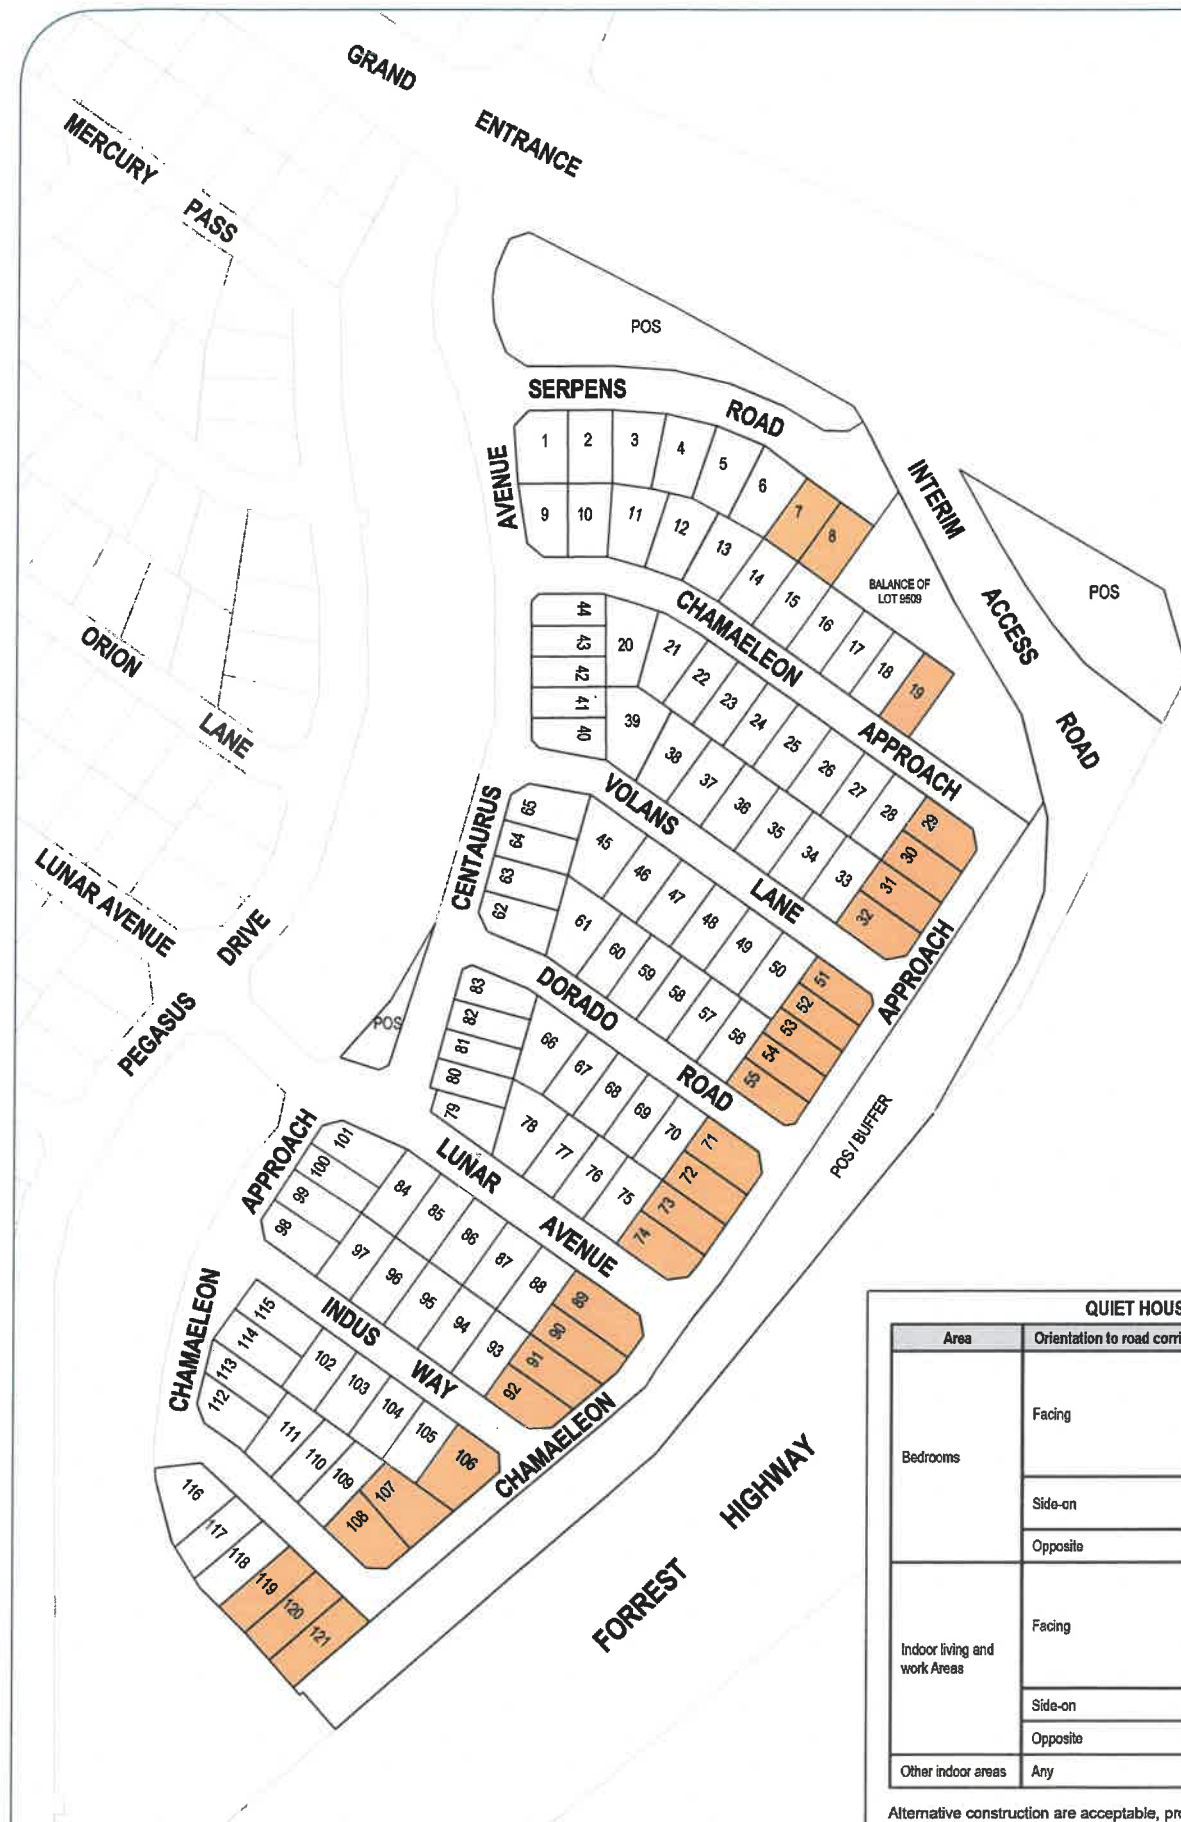 GRAND
ENTRANCE
MERCURY
PASS
POS
SERPENS
ROAD
AVENUE
1
2
3
4
5
6
7
8
9
10
11
12
13
14
15
16
17
18
19
INTERIM
ACCESS
ROAD
POS
BALANCE OF
LOT 9509
CHAMAELEON
APPROACH
ORION
LANE
44
43
42
41
40
20
21
22
23
24
25
26
27
28
29
30
31
32
39
38
37
36
35
34
33
VOLANS
LANE
CENTAURUS
65
64
63
62
45
46
47
48
49
50
51
52
53
54
55
61
60
59
58
57
56
APPROACH
LUNAR AVENUE
DRIVE
PEGASUS
POS
DORADO
ROAD
83
82
81
80
79
66
67
68
69
70
71
72
73
74
78
77
76
75
POS / BUFFER
LUNAR
AVENUE
APPROACH
101
100
99
98
84
85
86
87
88
89
90
91
92
97
96
95
94
93
INDUS
WAY
CHAMAELEON
115
114
113
112
102
103
104
105
106
107
108
111
110
109
CHAMAELEON
116
117
118
119
120
121
FORREST
HIGHWAY
QUIET HOUS
Area
Orientation to road corri
Bedrooms
Facing
Side-on
Opposite
Indoor living and
work Areas
Facing
Side-on
Opposite
Other indoor areas
Any
Alternative construction are acceptable, pro